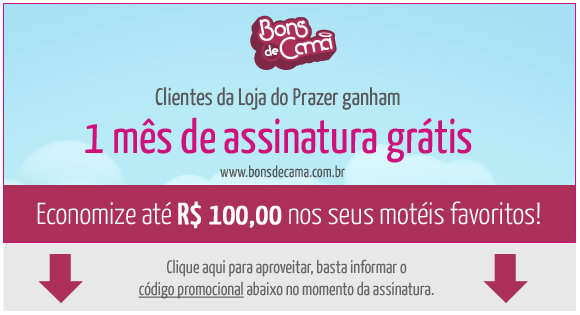 Bons
de Cama
Clientes da Loja do Prazer ganham
1 mês de assinatura grátis
www.bonsdecama.com.br
Economize até R$ 100,00 nos seus motéis favoritos!
Clique aqui para aproveitar, basta informar o
código promocional abaixo no momento da assinatura.